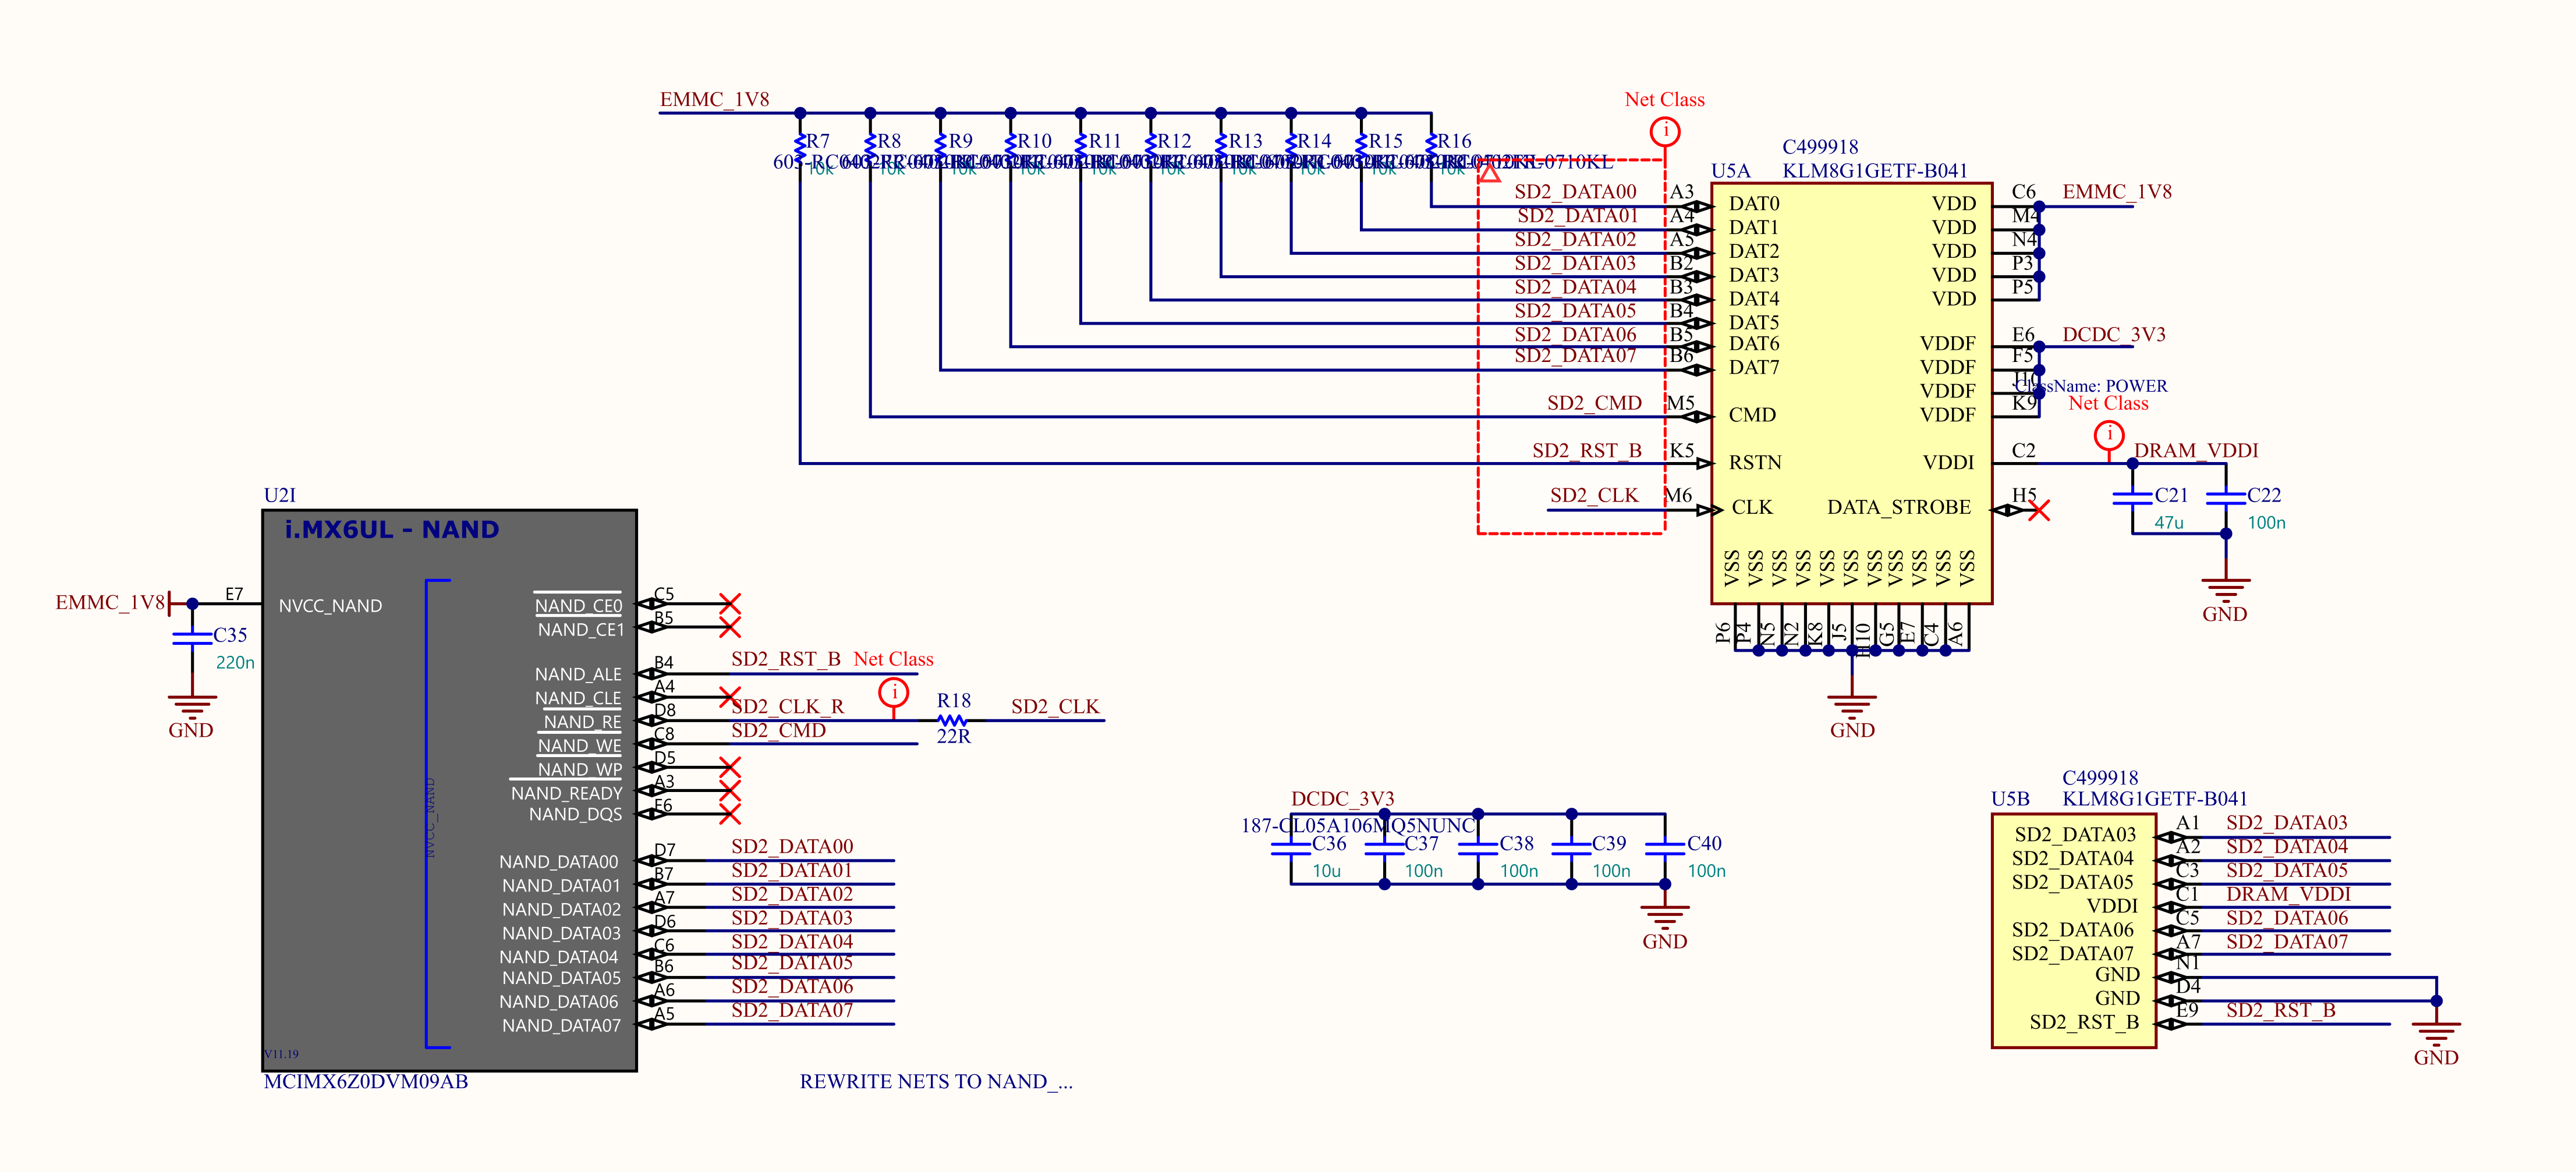 EMMC_1V8
R7
R8
R9
R10
R11
R12
R13
R14
R15
R16
10k
10k
10k
10k
10k
10k
10k
10k
10k
10k
Net Class
i
C499918
U5A KLM8G1GETF-B041
SD2_DATA00 A3 DAT0
SD2_DATA01 A4 DAT1
SD2_DATA02 A5 DAT2
SD2_DATA03 B2 DAT3
SD2_DATA04 B3 DAT4
SD2_DATA05 B4 DAT5
SD2_DATA06 B5 DAT6
SD2_DATA07 B6 DAT7
SD2_CMD M5 CMD
SD2_RST_B K5 RSTN
SD2_CLK M6 CLK
VDD C6 EMMC_1V8
VDD M4
VDD N4
VDD P3
VDD P5
VDDF E6 DCDC_3V3
VDDF F5
VDDF J10
VDDF K9
ClassName: POWER
Net Class
i
VDDI C2 DRAM_VDDI
DATA_STROBE H5
C21
47u
C22
100n
GND
VSS VSS VSS VSS VSS VSS VSS VSS VSS VSS VSS
P6 P4 N5 N2 K8 J5 H10 G5 E7 C4 A6
GND
U2I
i.MX6UL - NAND
EMMC_1V8 E7 NVCC_NAND
C35
220n
GND
NVCC_NAND
NAND_CE0 C5
NAND_CE1 B5
NAND_ALE B4 SD2_RST_B
NAND_CLE A4
NAND_RE D8 SD2_CLK_R
NAND_WE C8 SD2_CMD
NAND_WP D5
NAND_READY A3
NAND_DQS E6
Net Class
i
R18
22R
SD2_CLK
NAND_DATA00 D7 SD2_DATA00
NAND_DATA01 B7 SD2_DATA01
NAND_DATA02 A7 SD2_DATA02
NAND_DATA03 D6 SD2_DATA03
NAND_DATA04 C6 SD2_DATA04
NAND_DATA05 B6 SD2_DATA05
NAND_DATA06 A6 SD2_DATA06
NAND_DATA07 A5 SD2_DATA07
V11.19
MCIMX6Z0DVM09AB
REWRITE NETS TO NAND_...
DCDC_3V3
187-CL05A106MQ5NUNC
C36
10u
C37
100n
C38
100n
C39
100n
C40
100n
GND
C499918
U5B KLM8G1GETF-B041
SD2_DATA03 A1 SD2_DATA03
SD2_DATA04 A2 SD2_DATA04
SD2_DATA05 C3 SD2_DATA05
VDDI C1 DRAM_VDDI
SD2_DATA06 C5 SD2_DATA06
SD2_DATA07 A7 SD2_DATA07
GND N1
GND D4
SD2_RST_B E9 SD2_RST_B
GND